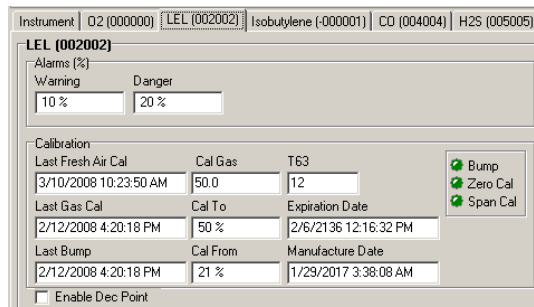 Instrument O2 (000000) LEL (002002) Isobutylene (-000001) CO (004004) H2S (005005)
LEL (002002)
Alarms (%)
Warning Danger
10 % 20 %
Calibration
Last Fresh Air Cal Cal Gas T63
3/10/2008 10:23:50 AM 50.0 12
Bump
Zero Cal
Span Cal
Last Gas Cal Cal To Expiration Date
2/12/2008 4:20:18 PM 50 % 2/6/2136 12:16:32 PM
Last Bump Cal From Manufacture Date
2/12/2008 4:20:18 PM 21 % 1/29/2017 3:38:08 AM
Enable Dec Point